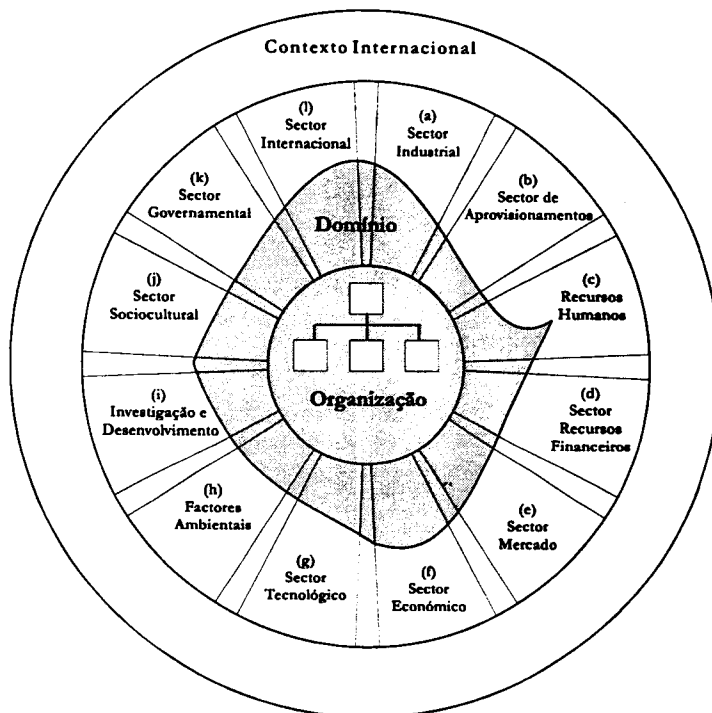 Contexto Internacional
(l)
Sector
Internacional
(a)
Sector
Industrial
(b)
Sector de
Aprovisionamentos
(c)
Recursos
Humanos
(d)
Sector
Recursos
Financeiros
(e)
Sector
Mercado
(f)
Sector
Económico
(g)
Sector
Tecnológico
(h)
Factores
Ambientais
(i)
Investigação e
Desenvolvimento
(j)
Sector
Sociocultural
(k)
Sector
Governamental
Domínio
Organização